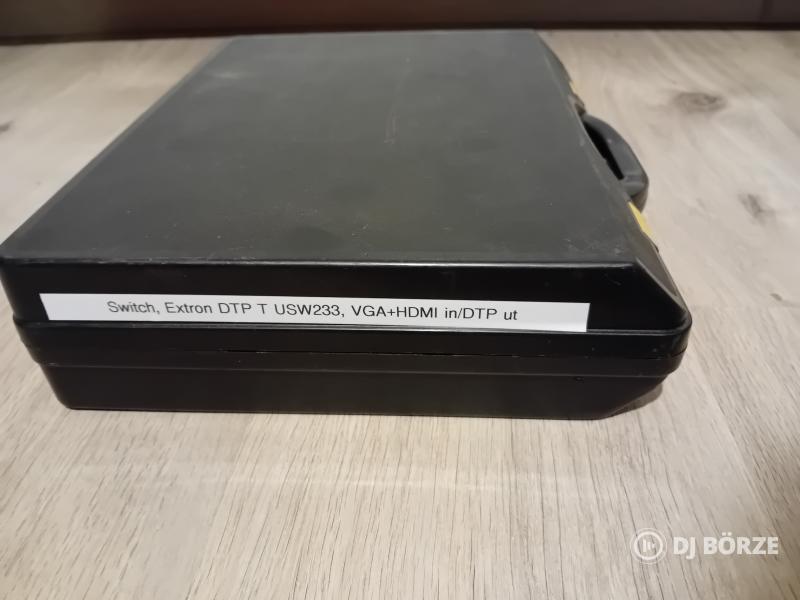 Switch, Extron DTP T USW233, VGA+HDMI in/DTP ut
DJ BÖRZE